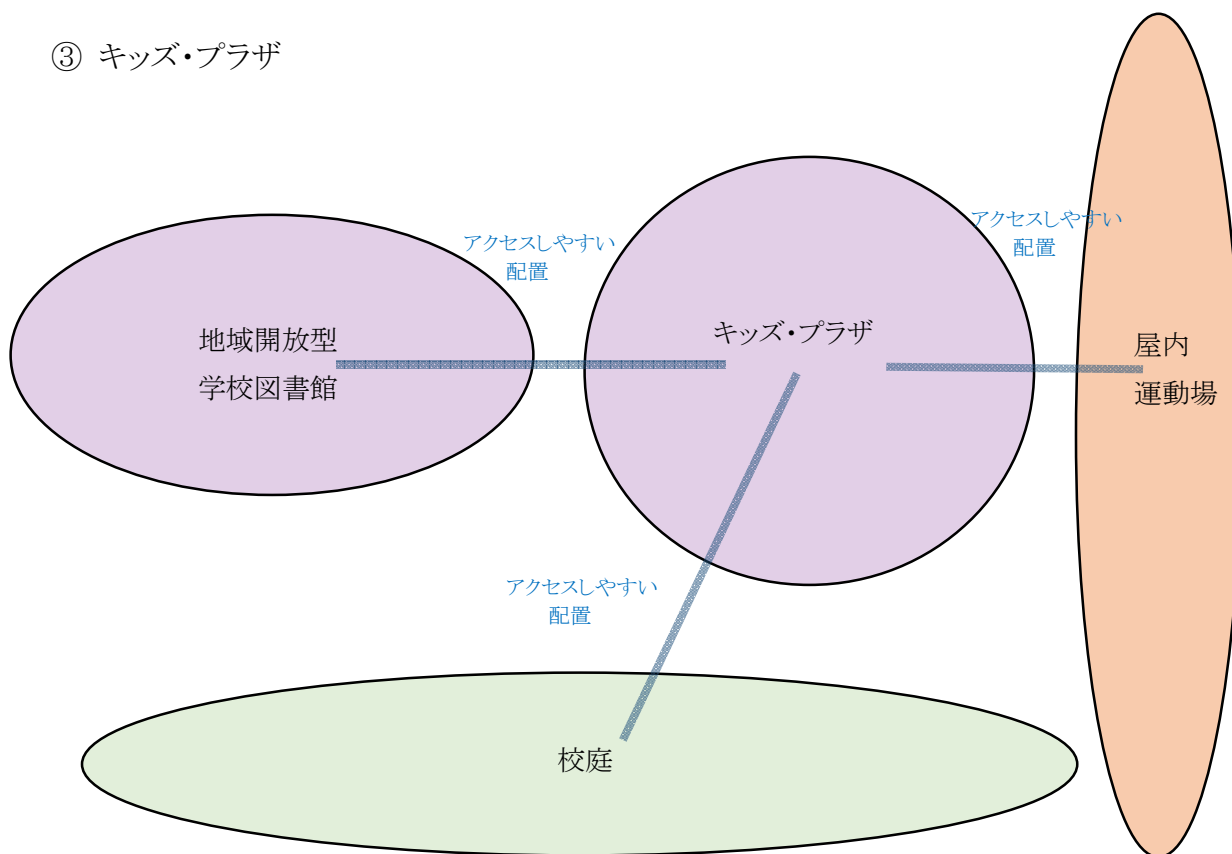 ③ キッズ・プラザ
アクセスしやすい
配置
アクセスしやすい
配置
地域開放型
学校図書館
キッズ・プラザ
屋内
運動場
アクセスしやすい
配置
校庭